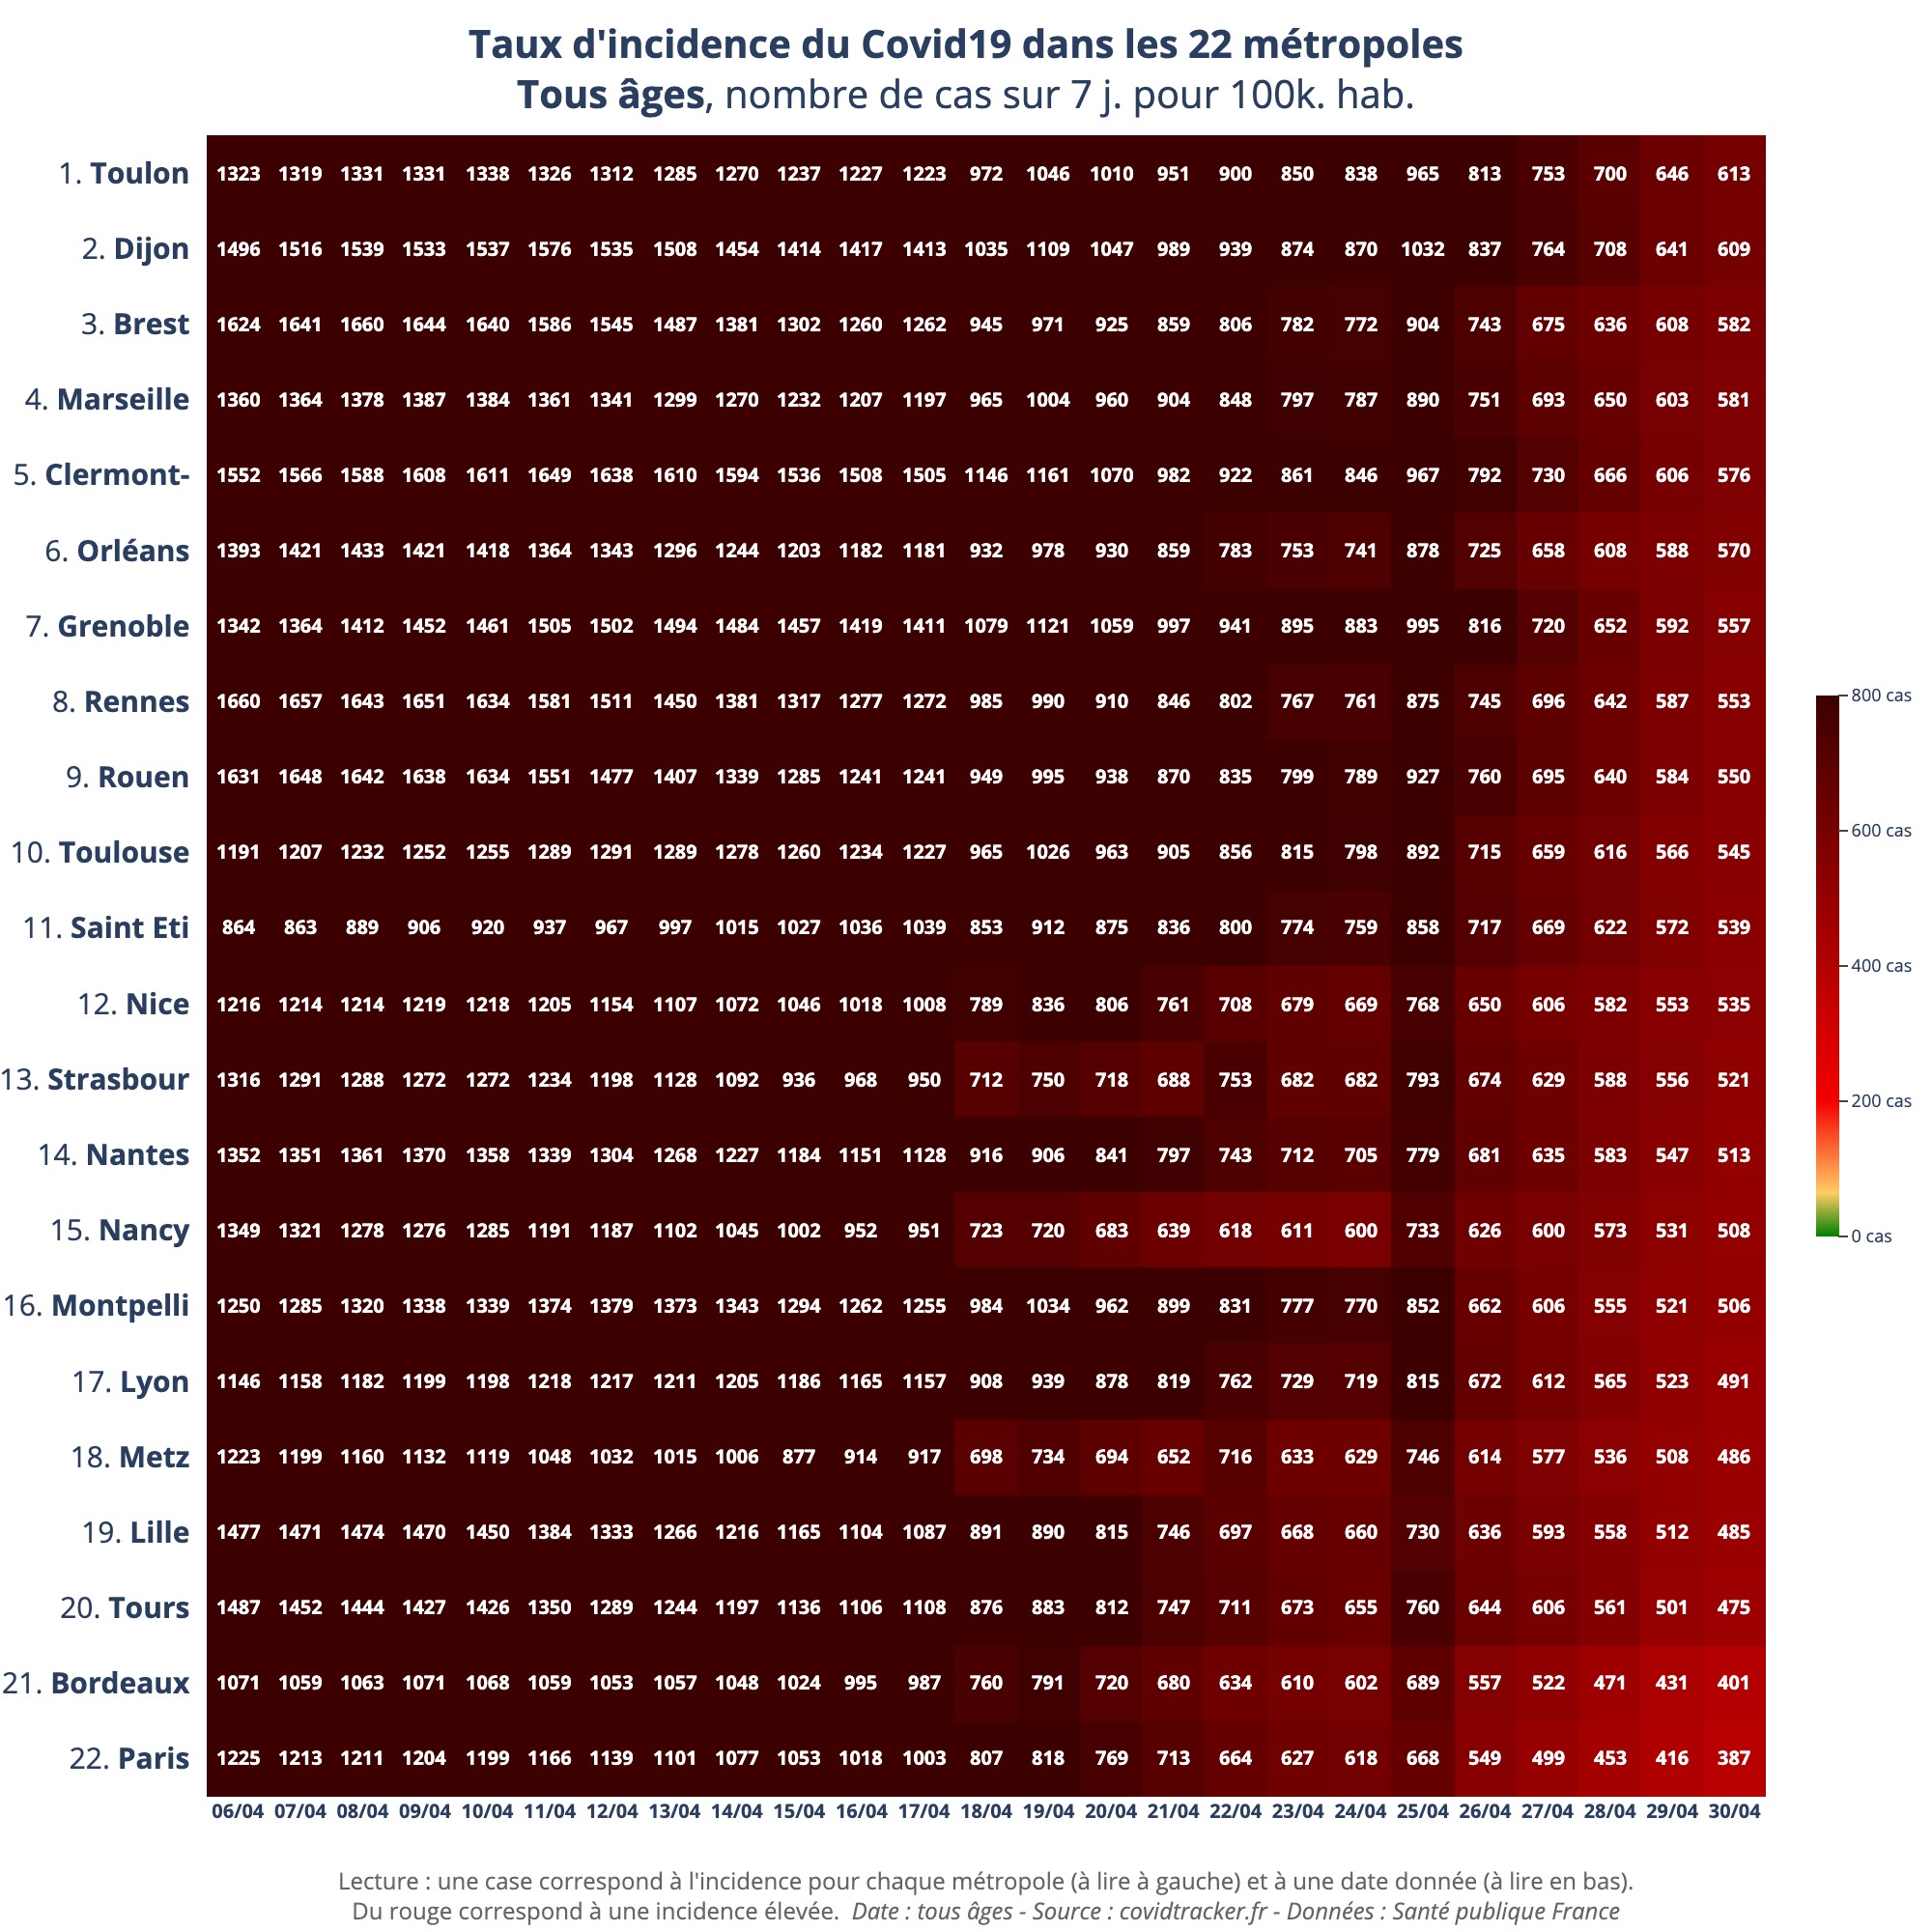 Taux d'incidence du Covid19 dans les 22 métropoles
Tous âges, nombre de cas sur 7 j. pour 100k. hab.
1. Toulon 1323 1319 1331 1331 1338 1326 1312 1285 1270 1237 1227 1223 972 1046 1010 951 900 850 838 965 813 753 700 646 613
2. Dijon 1496 1516 1539 1533 1537 1576 1535 1508 1454 1414 1417 1413 1035 1109 1047 989 939 874 870 1032 837 764 708 641 609
3. Brest 1624 1641 1660 1644 1640 1586 1545 1487 1381 1302 1260 1262 945 971 925 859 806 782 772 904 743 675 636 608 582
4. Marseille 1360 1364 1378 1387 1384 1361 1341 1299 1270 1232 1207 1197 965 1004 960 904 848 797 787 890 751 693 650 603 581
5. Clermont- 1552 1566 1588 1608 1611 1649 1638 1610 1594 1536 1508 1505 1146 1161 1070 982 922 861 846 967 792 730 666 606 576
6. Orléans 1393 1421 1433 1421 1418 1364 1343 1296 1244 1203 1182 1181 932 978 930 859 783 753 741 878 725 658 608 588 570
7. Grenoble 1342 1364 1412 1452 1461 1505 1502 1494 1484 1457 1419 1411 1079 1121 1059 997 941 895 883 995 816 720 652 592 557
8. Rennes 1660 1657 1643 1651 1634 1581 1511 1450 1381 1317 1277 1272 985 990 910 846 802 767 761 875 745 696 642 587 553
9. Rouen 1631 1648 1642 1638 1634 1551 1477 1407 1339 1285 1241 1241 949 995 938 870 835 799 789 927 760 695 640 584 550
10. Toulouse 1191 1207 1232 1252 1255 1289 1291 1289 1278 1260 1234 1227 965 1026 963 905 856 815 798 892 715 659 616 566 545
11. Saint Eti 864 863 889 906 920 937 967 997 1015 1027 1036 1039 853 912 875 836 800 774 759 858 717 669 622 572 539
12. Nice 1216 1214 1214 1219 1218 1205 1154 1107 1072 1046 1018 1008 789 836 806 761 708 679 669 768 650 606 582 553 535
13. Strasbour 1316 1291 1288 1272 1272 1234 1198 1128 1092 936 968 950 712 750 718 688 753 682 682 793 674 629 588 556 521
14. Nantes 1352 1351 1361 1370 1358 1339 1304 1268 1227 1184 1151 1128 916 906 841 797 743 712 705 779 681 635 583 547 513
15. Nancy 1349 1321 1278 1276 1285 1191 1187 1102 1045 1002 952 951 723 720 683 639 618 611 600 733 626 600 573 531 508
16. Montpelli 1250 1285 1320 1338 1339 1374 1379 1373 1343 1294 1262 1255 984 1034 962 899 831 777 770 852 662 606 555 521 506
17. Lyon 1146 1158 1182 1199 1198 1218 1217 1211 1205 1186 1165 1157 908 939 878 819 762 729 719 815 672 612 565 523 491
18. Metz 1223 1199 1160 1132 1119 1048 1032 1015 1006 877 914 917 698 734 694 652 716 633 629 746 614 577 536 508 486
19. Lille 1477 1471 1474 1470 1450 1384 1333 1266 1216 1165 1104 1087 891 890 815 746 697 668 660 730 636 593 558 512 485
20. Tours 1487 1452 1444 1427 1426 1350 1289 1244 1197 1136 1106 1108 876 883 812 747 711 673 655 760 644 606 561 501 475
21. Bordeaux 1071 1059 1063 1071 1068 1059 1053 1057 1048 1024 995 987 760 791 720 680 634 610 602 689 557 522 471 431 401
22. Paris 1225 1213 1211 1204 1199 1166 1139 1101 1077 1053 1018 1003 807 818 769 713 664 627 618 668 549 499 453 416 387
06/04 07/04 08/04 09/04 10/04 11/04 12/04 13/04 14/04 15/04 16/04 17/04 18/04 19/04 20/04 21/04 22/04 23/04 24/04 25/04 26/04 27/04 28/04 29/04 30/04
800 cas
600 cas
400 cas
200 cas
0 cas
Lecture : une case correspond à l'incidence pour chaque métropole (à lire à gauche) et à une date donnée (à lire en bas).
Du rouge correspond à une incidence élevée. Date : tous âges - Source : covidtracker.fr - Données : Santé publique France